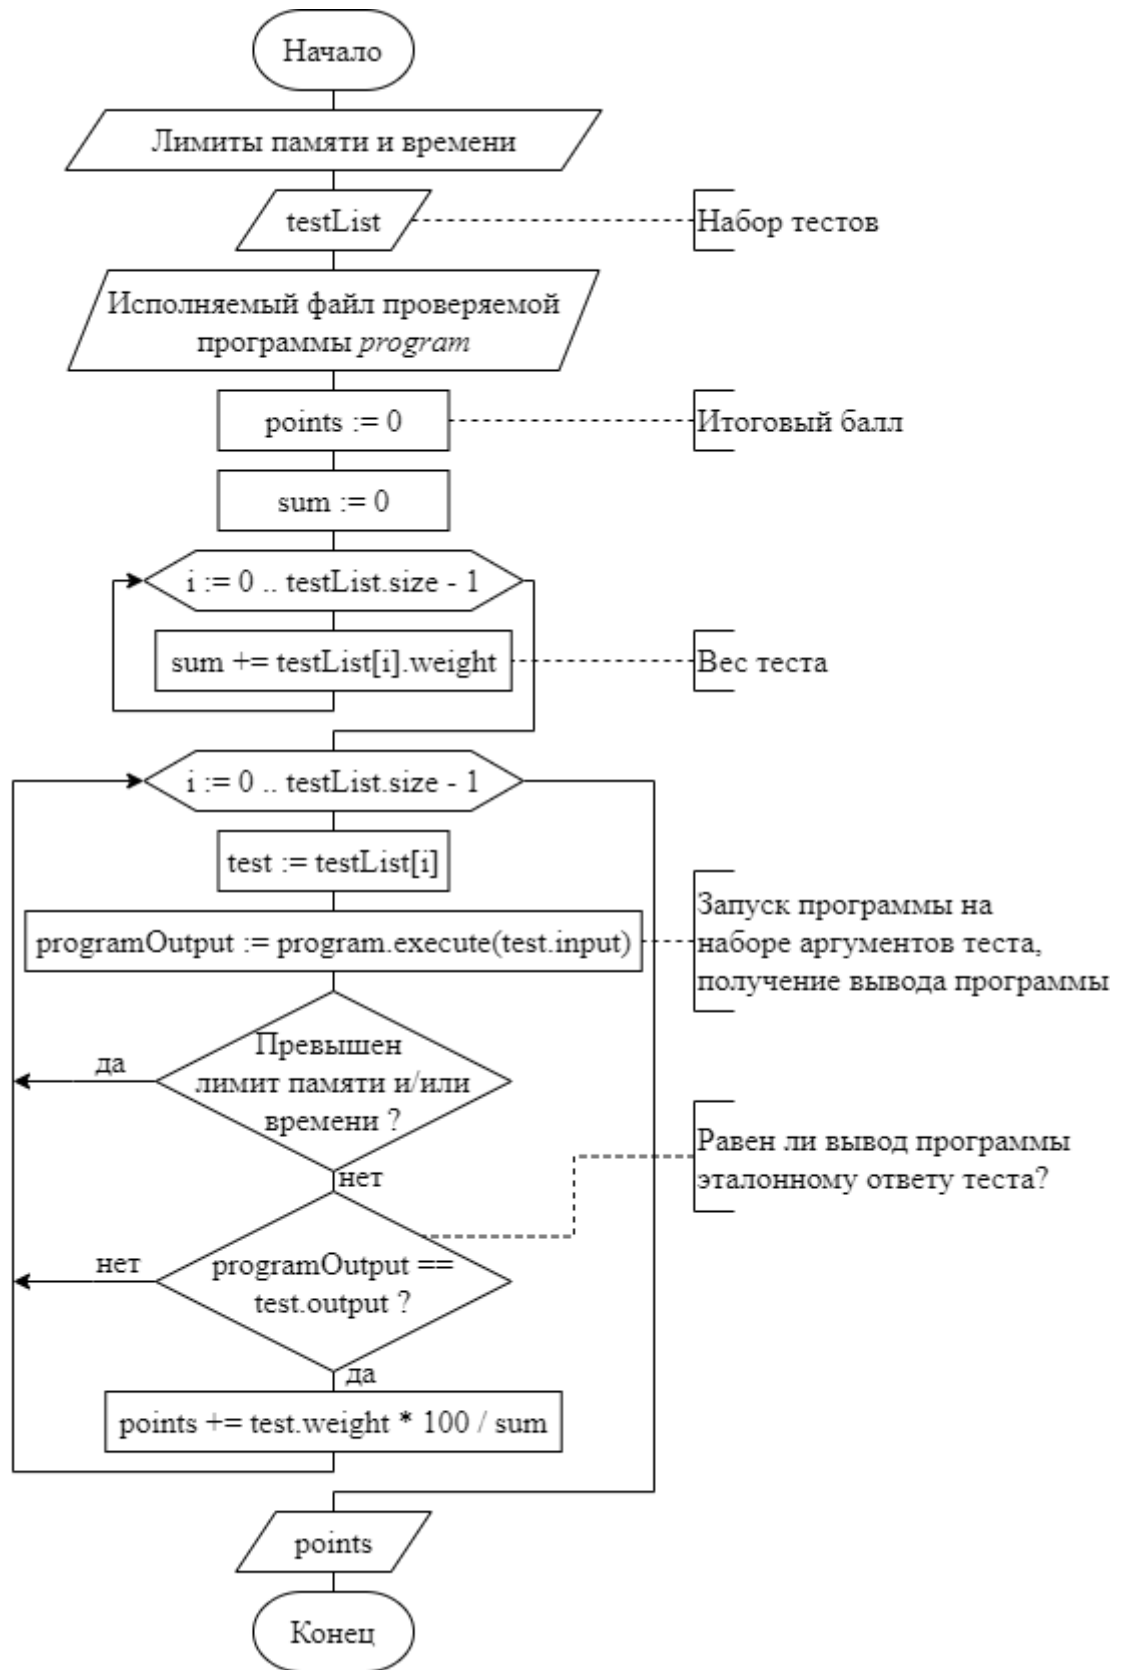 Начало
Лимиты памяти и времени
testList
Набор тестов
Исполняемый файл проверяемой
программы program
points := 0
Итоговый балл
sum := 0
i := 0 .. testList.size - 1
sum += testList[i].weight
Вес теста
i := 0 .. testList.size - 1
test := testList[i]
programOutput := program.execute(test.input)
Запуск программы на
наборе аргументов теста,
получение вывода программы
Превышен
лимит памяти и/или
времени ?
да
нет
Равен ли вывод программы
эталонному ответу теста?
programOutput ==
test.output ?
нет
да
points += test.weight * 100 / sum
points
Конец